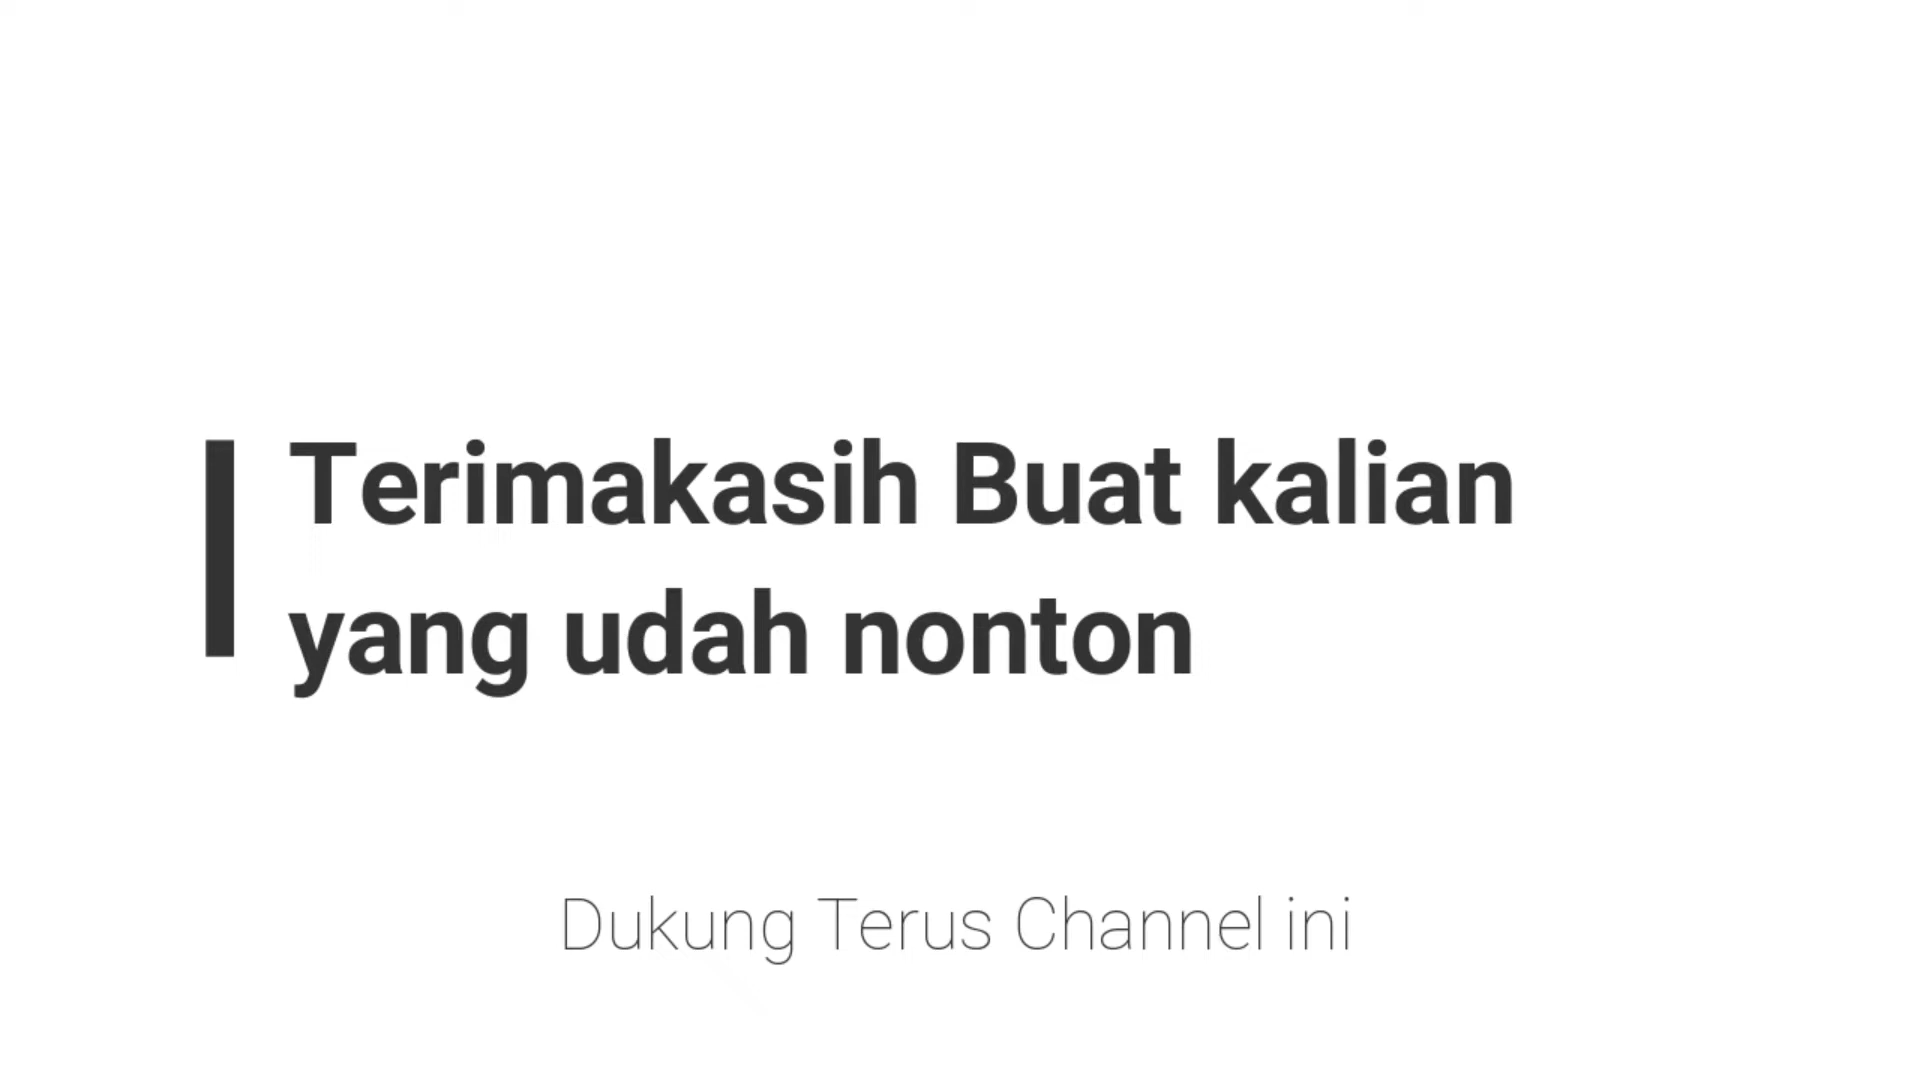 Terimakasih Buat kalian
yang udah nonton
Dukung Terus Channel ini